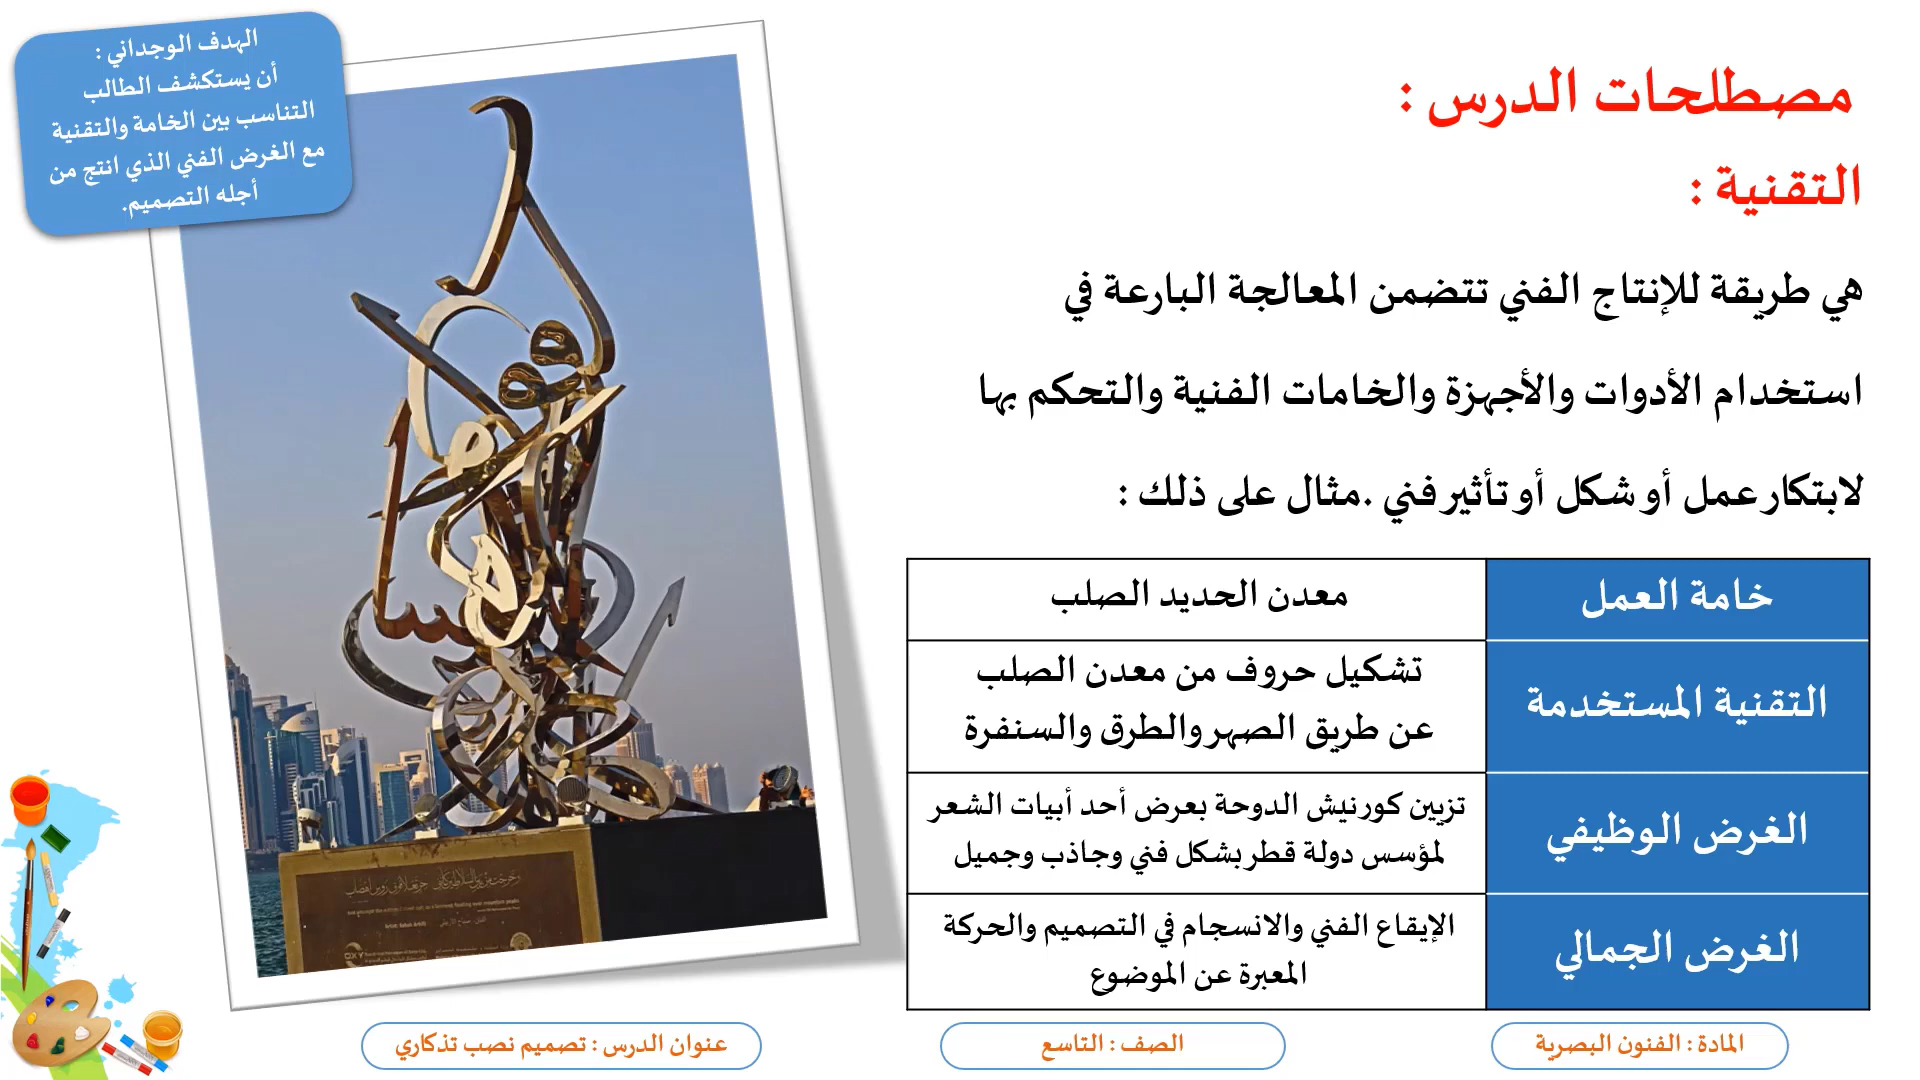 مصطلحات الدرس :
التقنية :
هي طريقة للإنتاج الفني تتضمن المعالجة البارعة في
استخدام الأدوات والأجهزة والخامات الفنية والتحكم بها
لابتكار عمل أو شكل أو تأثير فني .مثال على ذلك :
خامة العمل
معدن الحديد الصلب
التقنية المستخدمة
تشكيل حروف من معدن الصلب
عن طريق الصهر والطرق والسنفرة
الغرض الوظيفي
تزيين كورنيش الدوحة بعرض أحد أبيات الشعر
لمؤسس دولة قطر بشكل فني وجاذب وجميل
الغرض الجمالي
الإيقاع الفني والانسجام في التصميم والحركة
المعبرة عن الموضوع
الهدف الوجداني :
أن يستكشف الطالب
التناسب بين الخامة والتقنية
مع الغرض الفني الذي انتج من
أجله التصميم.
المادة : الفنون البصرية
الصف : التاسع
عنوان الدرس : تصميم نصب تذكاري